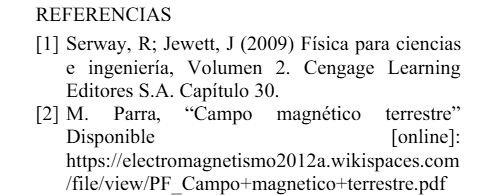 REFERENCIAS
[1] Serway, R; Jewett, J (2009) Física para ciencias
e ingeniería, Volumen 2. Cengage Learning
Editores S.A. Capítulo 30.
[2] M. Parra, “Campo magnético terrestre”
Disponible [online]:
https://electromagnetismo2012a.wikispaces.com
/file/view/PF_Campo+magnetico+terrestre.pdf